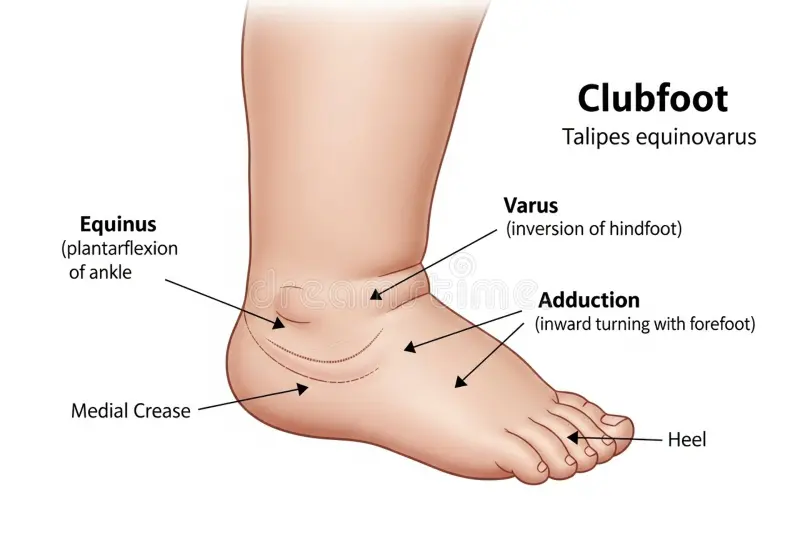 Clubfoot
Talipes equinovarus
Varus
(inversion of hindfoot)
Equinus
(plantarflexion
of ankle
Adduction
(inward turning with forefoot)
Medial Crease
Heel
dreamstime